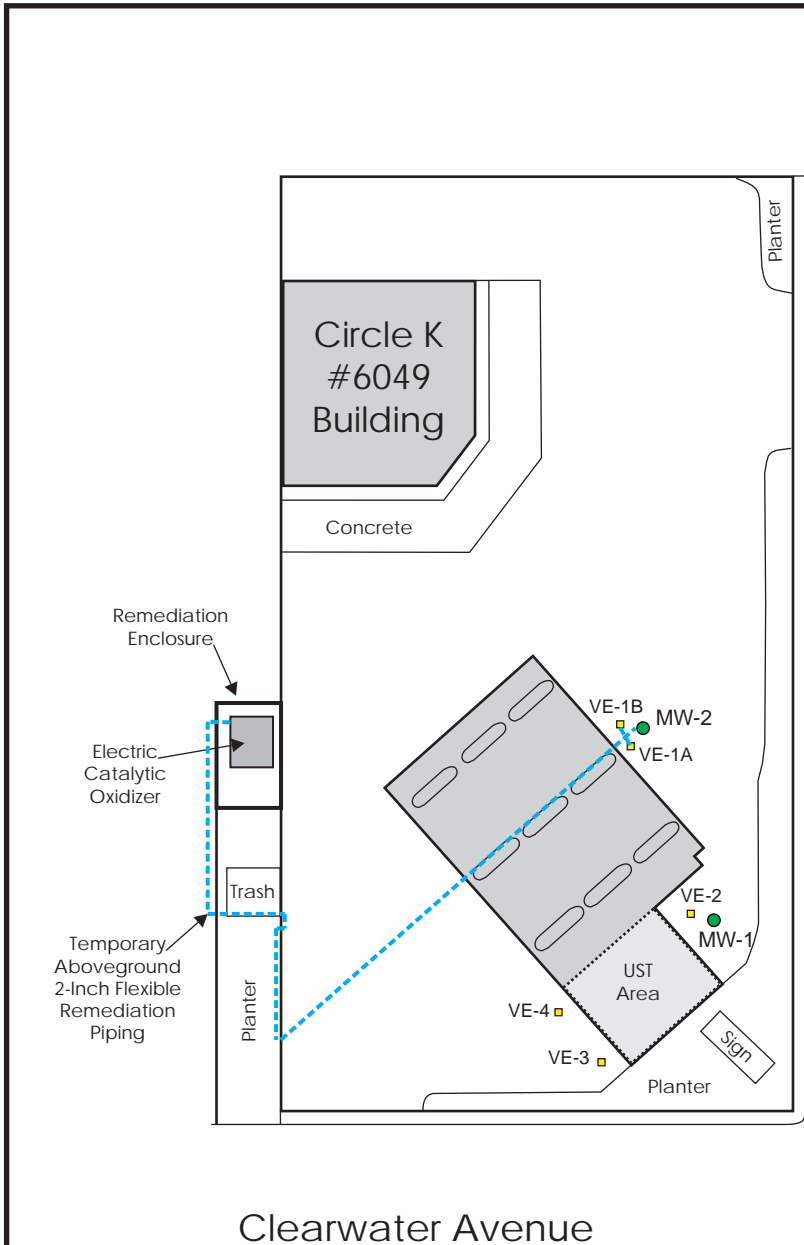 Planter
Circle K
#6049
Building
Concrete
Remediation
Enclosure
VE-1B
MW-2
VE-1A
Electric
Catalytic
Oxidizer
Trash
VE-2
MW-1
Temporary
Aboveground
2-Inch Flexible
Remediation
Piping
Planter
UST
Area
VE-4
Sign
VE-3
Planter
Clearwater Avenue